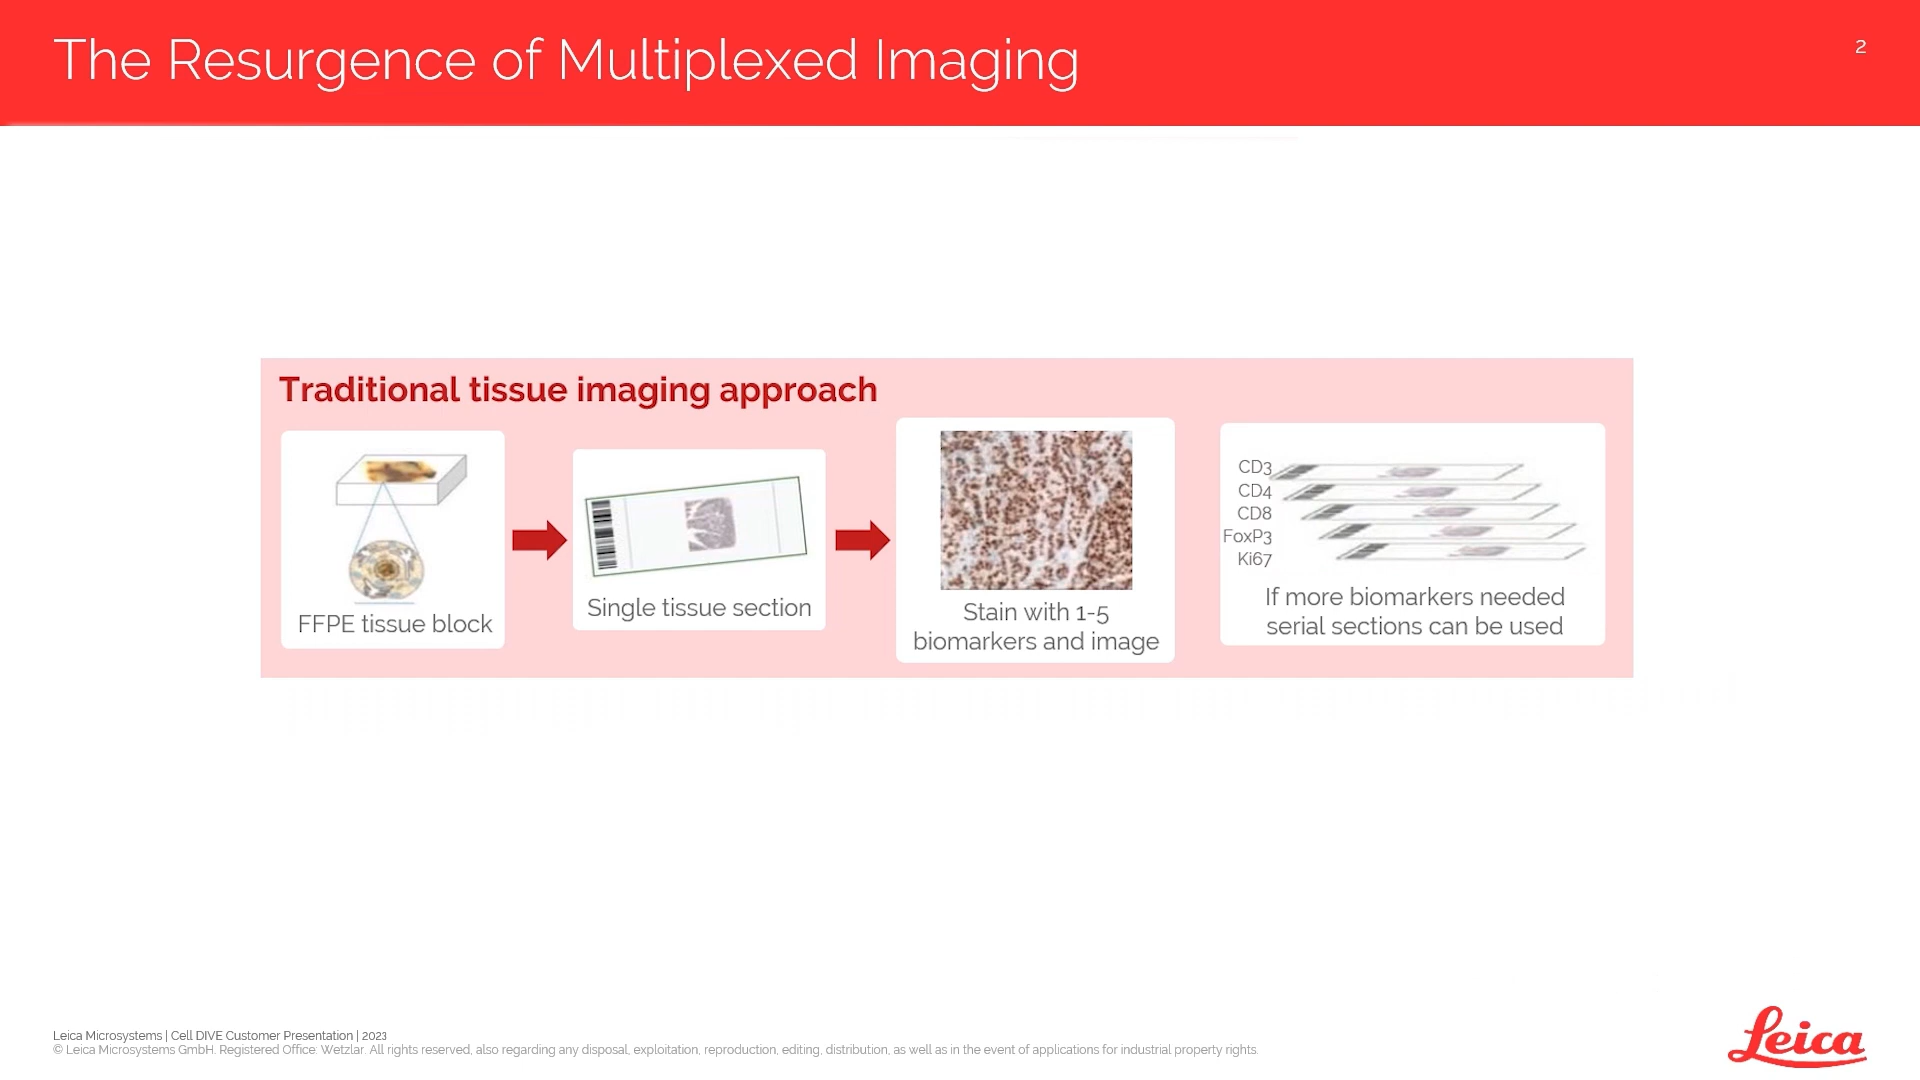 The Resurgence of Multiplexed Imaging
2
Traditional tissue imaging approach
FFPE tissue block
Single tissue section
Stain with 1-5
biomarkers and image
CD3
CD4
CD8
FoxP3
Ki67
If more biomarkers needed
serial sections can be used
Leica Microsystems | Cell DIVE Customer Presentation | 2023
© Leica Microsystems GmbH. Registered Office: Wetzlar. All rights reserved, also regarding any disposal, exploitation, reproduction, editing, distribution, as well as in the event of applications for industrial property rights.
Leica